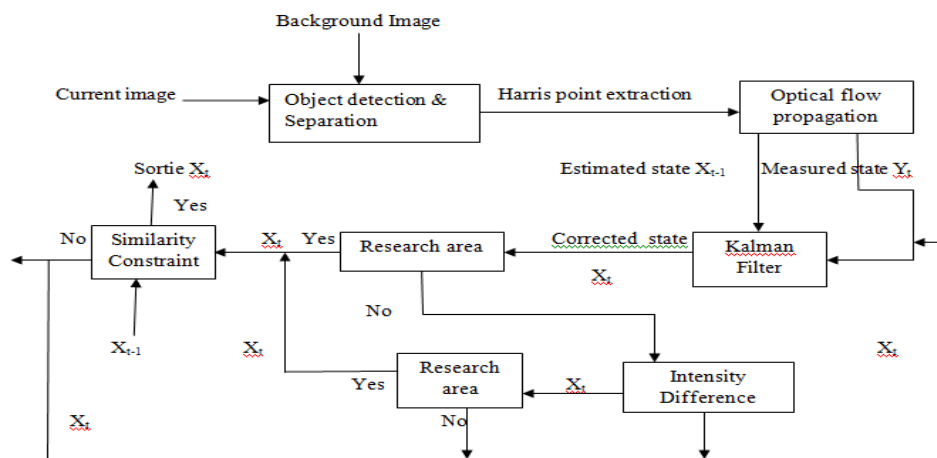 Background Image
Current image
Object detection &
Separation
Harris point extraction
Optical flow
propagation
Sortie Xt
Estimated state Xt-1
Measured state Yt
Yes
No
Similarity
Constraint
Xt
Yes
Research area
Corrected state
Kalman
Filter
Xt
No
Xt-1
Xt
Xt
Yes
Research
area
Xt
Intensity
Difference
No
Xt